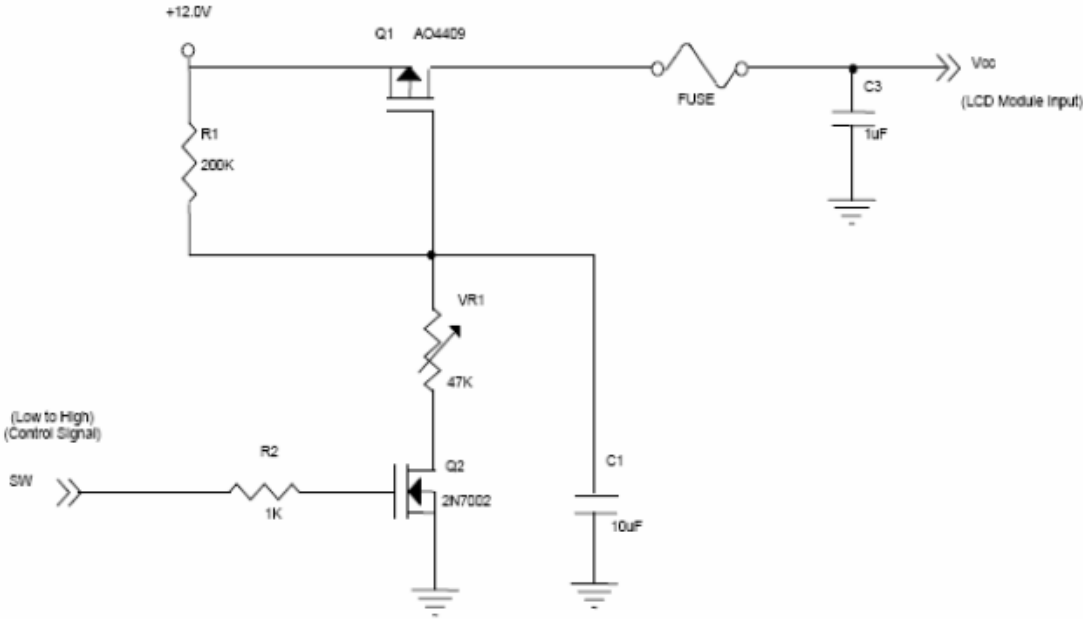 +12.0V
Q1 AO4409
Vcc
FUSE
C3
(LCD Module Input)
R1
1uF
200K
VR1
47K
(Low to High)
(Control Signal)
R2
Q2
C1
SW
2N7002
1K
10uF